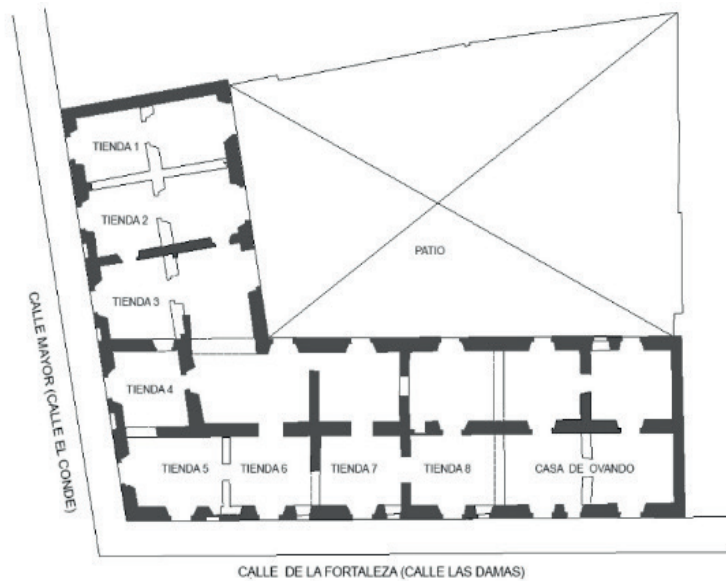 TIENDA 1
TIENDA 2
TIENDA 3
TIENDA 4
TIENDA 5
TIENDA 6
TIENDA 7
TIENDA 8
CASA DE OVANDO
PATIO
CALLE MAYOR (CALLE EL CONDE)
CALLE DE LA FORTALEZA (CALLE LAS DAMAS)